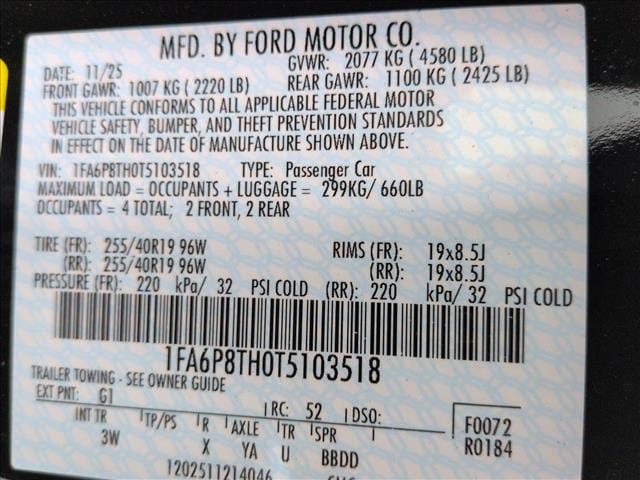 MFD. BY FORD MOTOR CO.
DATE: 11/25 GVWR: 2077 KG ( 4580 LB)
FRONT GAWR: 1007 KG ( 2220 LB) REAR GAWR: 1100 KG ( 2425 LB)
THIS VEHICLE CONFORMS TO ALL APPLICABLE FEDERAL MOTOR
VEHICLE SAFETY, BUMPER, AND THEFT PREVENTION STANDARDS
IN EFFECT ON THE DATE OF MANUFACTURE SHOWN ABOVE.
VIN: 1FA6P8TH0T5103518 TYPE: Passenger Car
MAXIMUM LOAD = OCCUPANTS + LUGGAGE = 299KG/ 660LB
OCCUPANTS = 4 TOTAL; 2 FRONT, 2 REAR
TIRE (FR): 255/40R19 96W RIMS (FR): 19x8.5J
(RR): 255/40R19 96W (RR): 19x8.5J
PRESSURE (FR): 220 kPa/ 32 PSI COLD (RR): 220 kPa/ 32 PSI COLD
1FA6P8TH0T5103518
TRAILER TOWING - SEE OWNER GUIDE
EXT PNT: G1 RC: 52 DSO:
INT TR TP/PS R AXLE TR SPR F0072
3W X YA U BBDD R0184
1202511214046